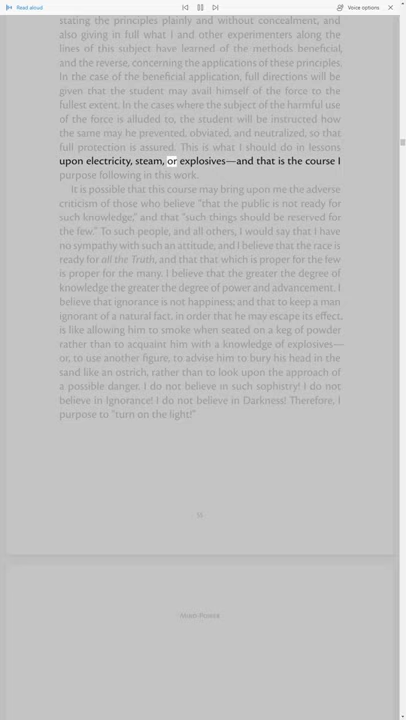 Read aloud
Voice options
stating the principles plainly and without concealment, and
also giving in full what I and other experimenters along the
lines of this subject have learned of the methods beneficial,
and the reverse, concerning the applications of these principles.
In the case of the beneficial application, full directions will be
given that the student may avail himself of the force to the
fullest extent. In the cases where the subject of the harmful use
of the force is alluded to, the student will be instructed how
the same may he prevented, obviated, and neutralized, so that
full protection is assured. This is what I should do in lessons
upon electricity, steam, or explosives—and that is the course I
purpose following in this work.
It is possible that this course may bring upon me the adverse
criticism of those who believe "that the public is not ready for
such knowledge," and that "such things should be reserved for
the few." To such people, and all others, I would say that I have
no sympathy with such an attitude, and I believe that the race is
ready for all the Truth, and that that which is proper for the few
is proper for the many. I believe that the greater the degree of
knowledge the greater the degree of power and advancement. I
believe that ignorance is not happiness; and that to keep a man
ignorant of a natural fact, in order that he may escape its effect,
is like allowing him to smoke when seated on a keg of powder
rather than to acquaint him with a knowledge of explosives—
or, to use another figure, to advise him to bury his head in the
sand like an ostrich, rather than to look upon the approach of
a possible danger. I do not believe in such sophistry! I do not
believe in Ignorance! I do not believe in Darkness! Therefore, I
purpose to "turn on the light!"